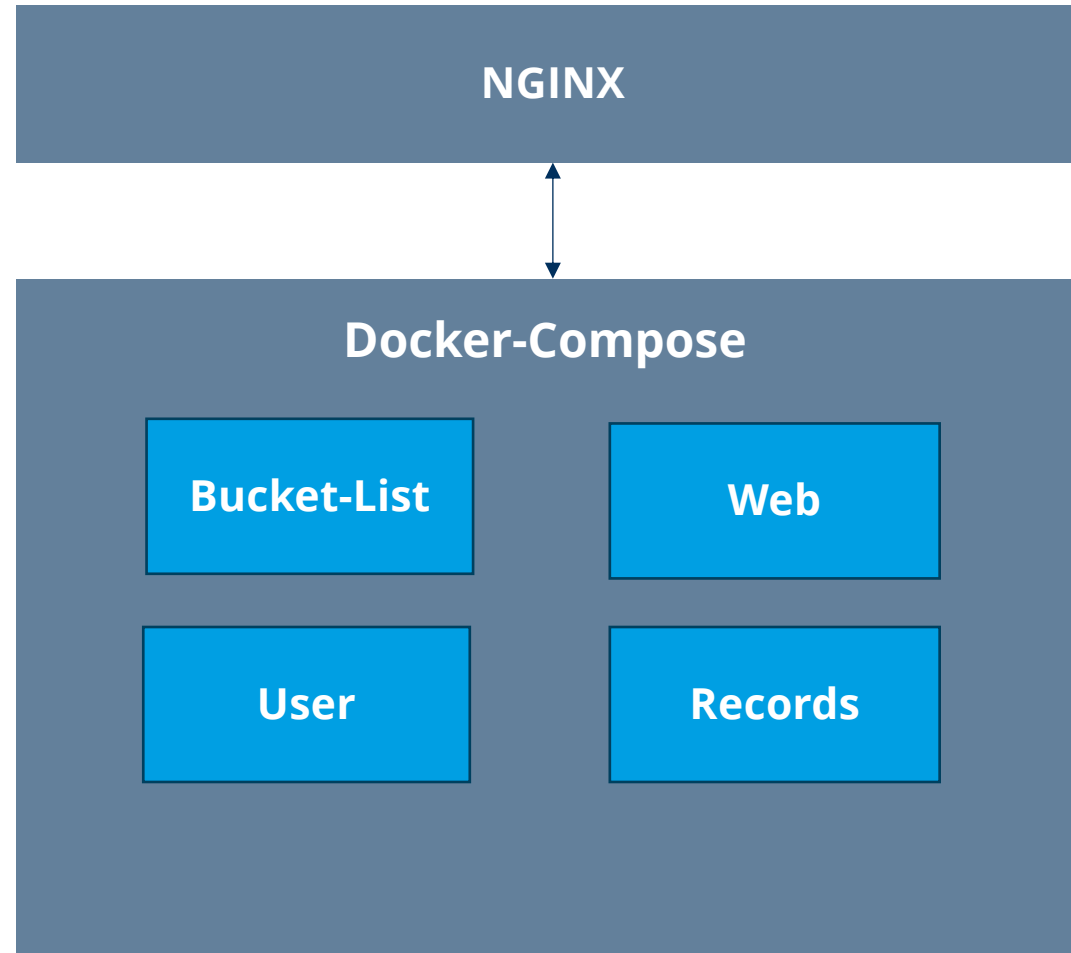 NGINX
Docker-Compose
Bucket-List
Web
User
Records